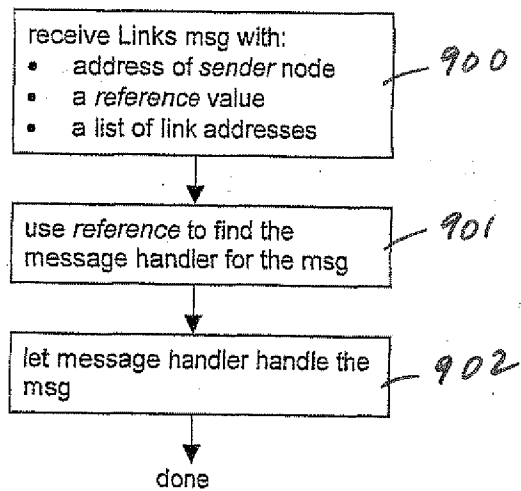 receive Links msg with:
• address of sender node
• a reference value
• a list of link addresses
900
use reference to find the
message handler for the msg
901
let message handler handle the
msg
902
done